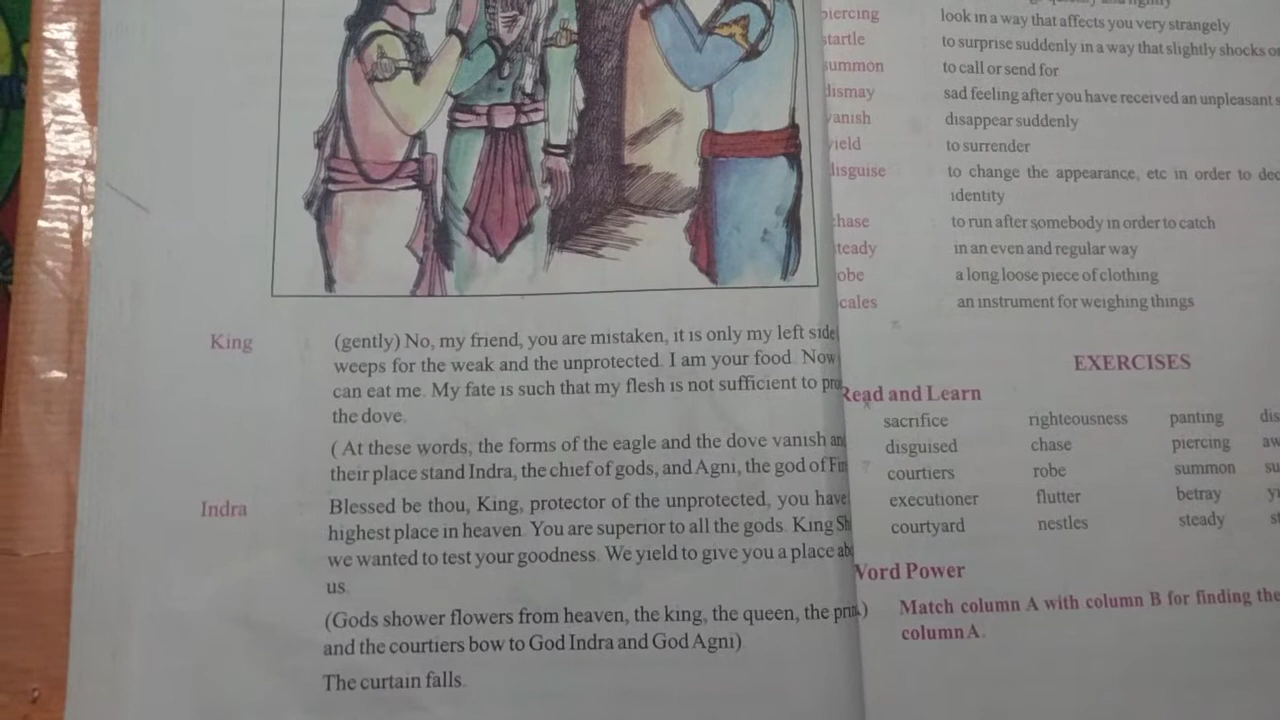 King
(gently) No, my friend, you are mistaken, it is only my left side
weeps for the weak and the unprotected. I am your food. Now
can eat me. My fate is such that my flesh is not sufficient to
the dove.
( At these words, the forms of the eagle and the dove vanish
their place stand Indra, the chief of gods, and Agni, the god of
Indra
Blessed be thou, King, protector of the unprotected, you have
highest place in heaven. You are superior to all the gods. King
we wanted to test your goodness. We yield to give you a place
us.
(Gods shower flowers from heaven, the king, the queen, the
and the courtiers bow to God Indra and God Agni)
The curtain falls.
piercing look in a way that affects you very strangely
startle to surprise suddenly in a way that slightly shocks
summon to call or send for
dismay sad feeling after you have received an unpleasant
vanish disappear suddenly
yield to surrender
disguise to change the appearance, etc in order to
identity
chase to run after somebody in order to catch
steady in an even and regular way
robe a long loose piece of clothing
scales an instrument for weighing things
EXERCISES
Read and Learn
sacrifice righteousness panting
disguised chase piercing
courtiers robe summon
executioner flutter betray
courtyard nestles steady
Word Power
) Match column A with column B for finding the
column A.